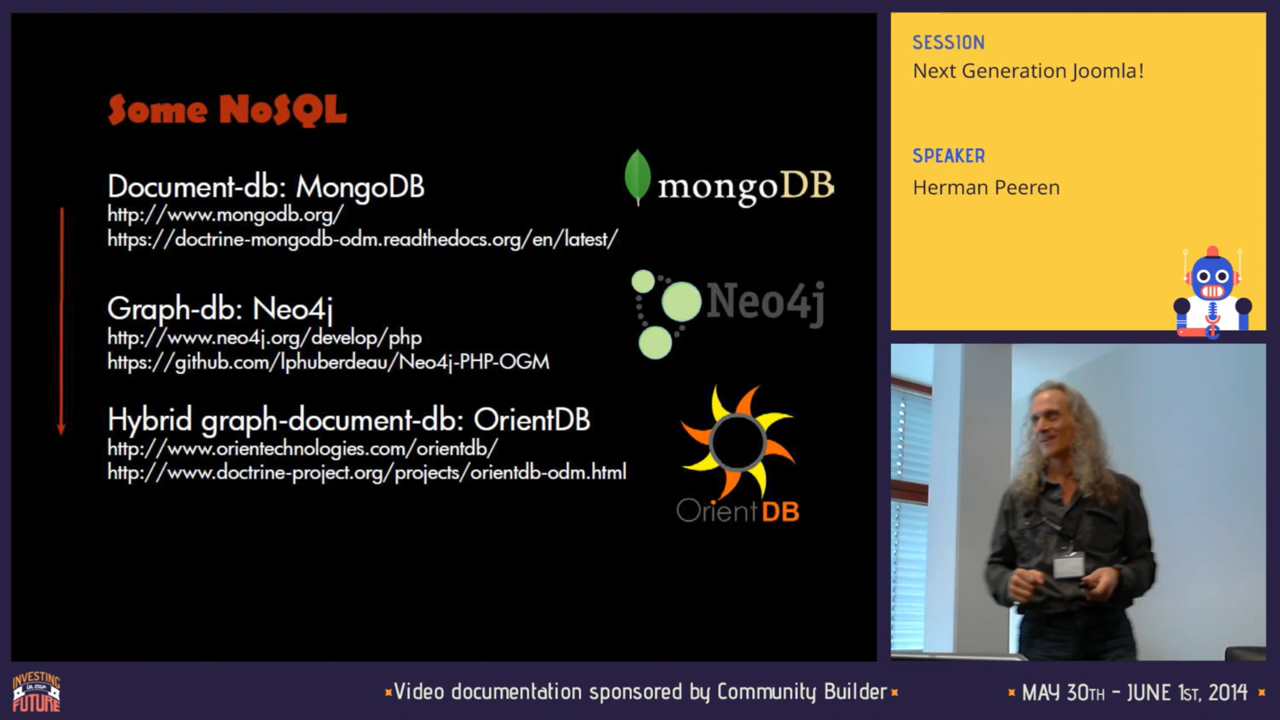 Some NoSQL
Document-db: MongoDB
http://www.mongodb.org/
https://doctrine-mongodb-odm.readthedocs.org/en/latest/
mongoDB
Graph-db: Neo4j
http://www.neo4j.org/develop/php
https://github.com/lphuberdeau/Neo4j-PHP-OGM
Neo4j
Hybrid graph-document-db: OrientDB
http://www.orientechnologies.com/orientdb/
http://www.doctrine-project.org/projects/orientdb-odm.html
OrientDB
SESSION
Next Generation Joomla!
SPEAKER
Herman Peeren
INVESTING
IN OUR
FUTURE
Video documentation sponsored by Community Builder
MAY 30TH - JUNE 1ST, 2014